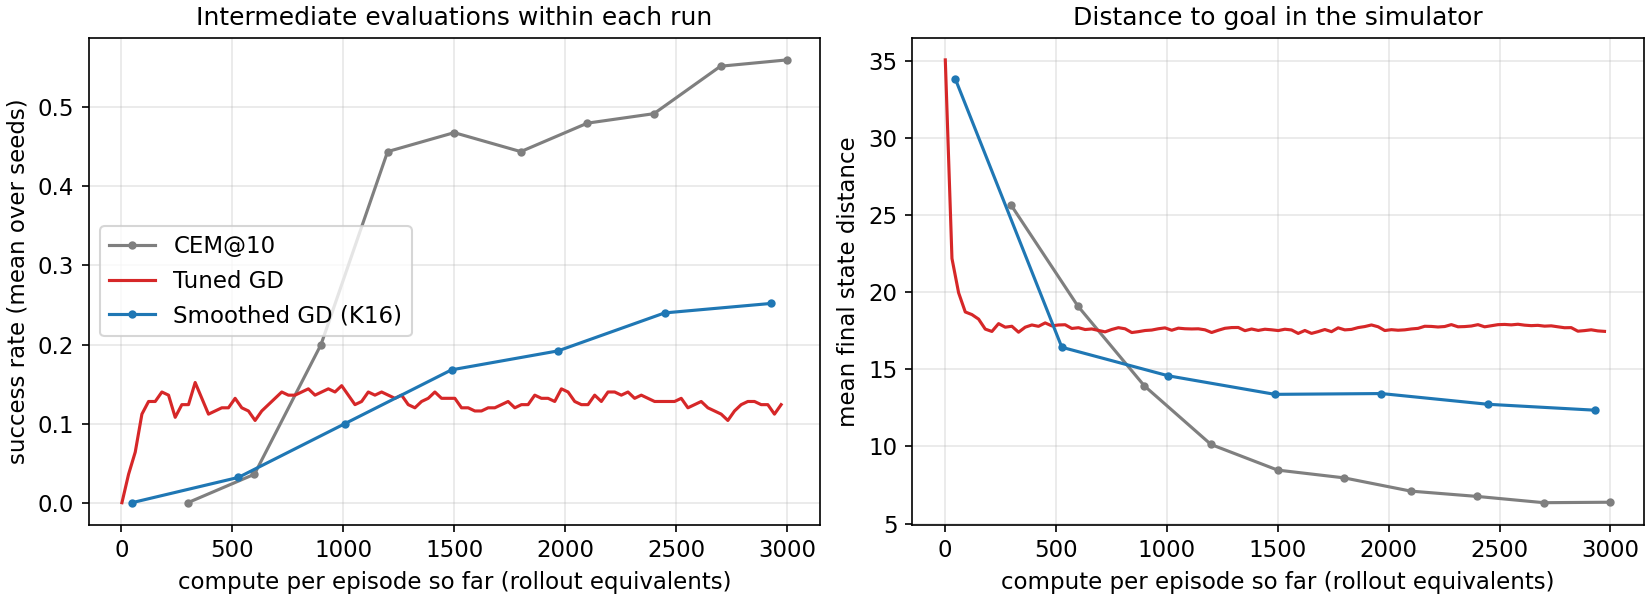 Intermediate evaluations within each run
success rate (mean over seeds)
0.5
0.4
0.3
0.2
0.1
0.0
CEM@10
Tuned GD
Smoothed GD (K16)
0 500 1000 1500 2000 2500 3000
compute per episode so far (rollout equivalents)
Distance to goal in the simulator
mean final state distance
35
30
25
20
15
10
5
0 500 1000 1500 2000 2500 3000
compute per episode so far (rollout equivalents)